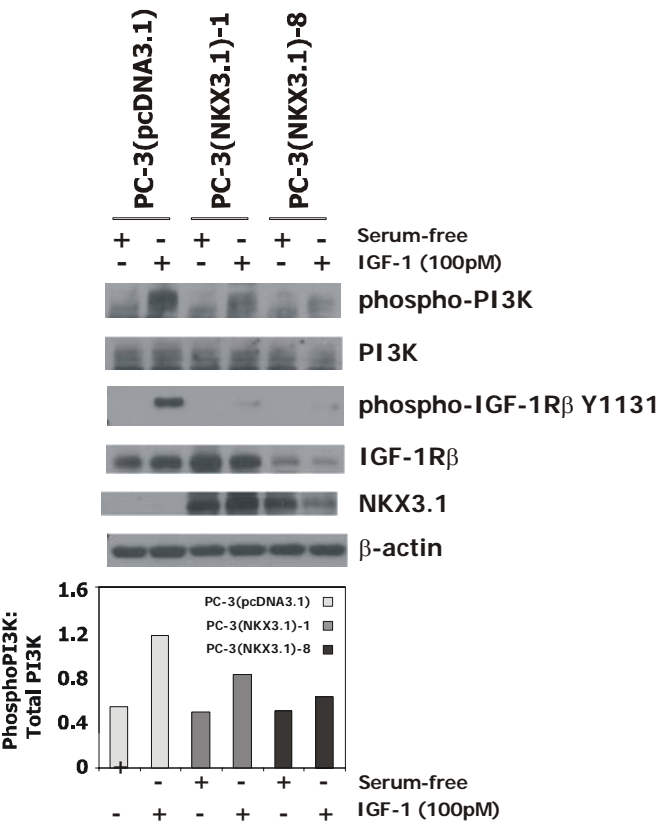 PC-3(pcDNA3.1)
PC-3(NKX3.1)-1
PC-3(NKX3.1)-8
+ - + - + - Serum-free
- + - + - + IGF-1 (100pM)
phospho-PI3K
PI3K
phospho-IGF-1Rβ Y1131
IGF-1Rβ
NKX3.1
β-actin
PhosphoPI3K:
Total PI3K
1.6
1.2
0.8
0.4
0
PC-3(pcDNA3.1)
PC-3(NKX3.1)-1
PC-3(NKX3.1)-8
+ - + - + - Serum-free
- + - + - + IGF-1 (100pM)